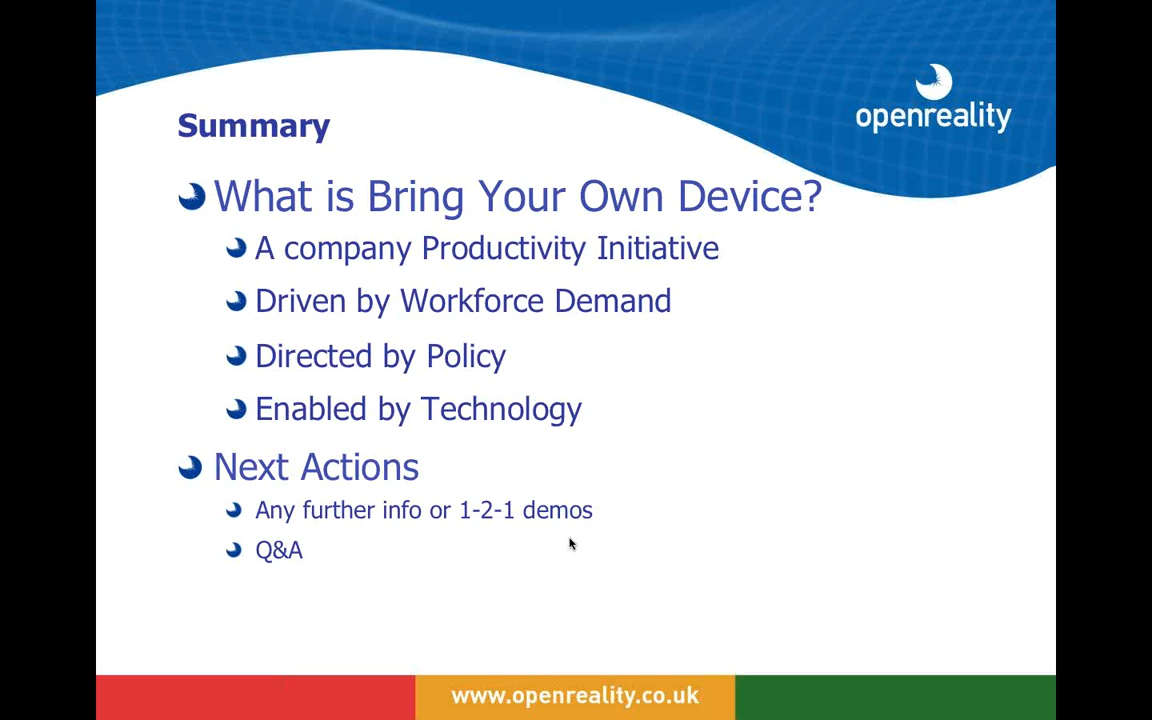 openreality
Summary
What is Bring Your Own Device?
A company Productivity Initiative
Driven by Workforce Demand
Directed by Policy
Enabled by Technology
Next Actions
Any further info or 1-2-1 demos
Q&A
www.openreality.co.uk